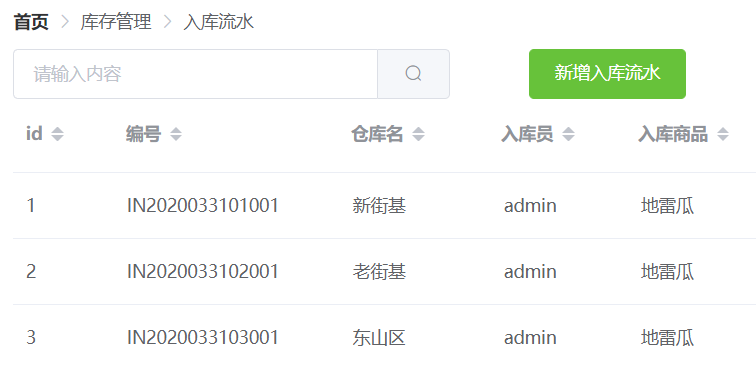 首页 > 库存管理 > 入库流水
请输入内容 新增入库流水
id 编号 仓库名 入库员 入库商品
1 IN2020033101001 新街基 admin 地雷瓜
2 IN2020033102001 老街基 admin 地雷瓜
3 IN2020033103001 东山区 admin 地雷瓜